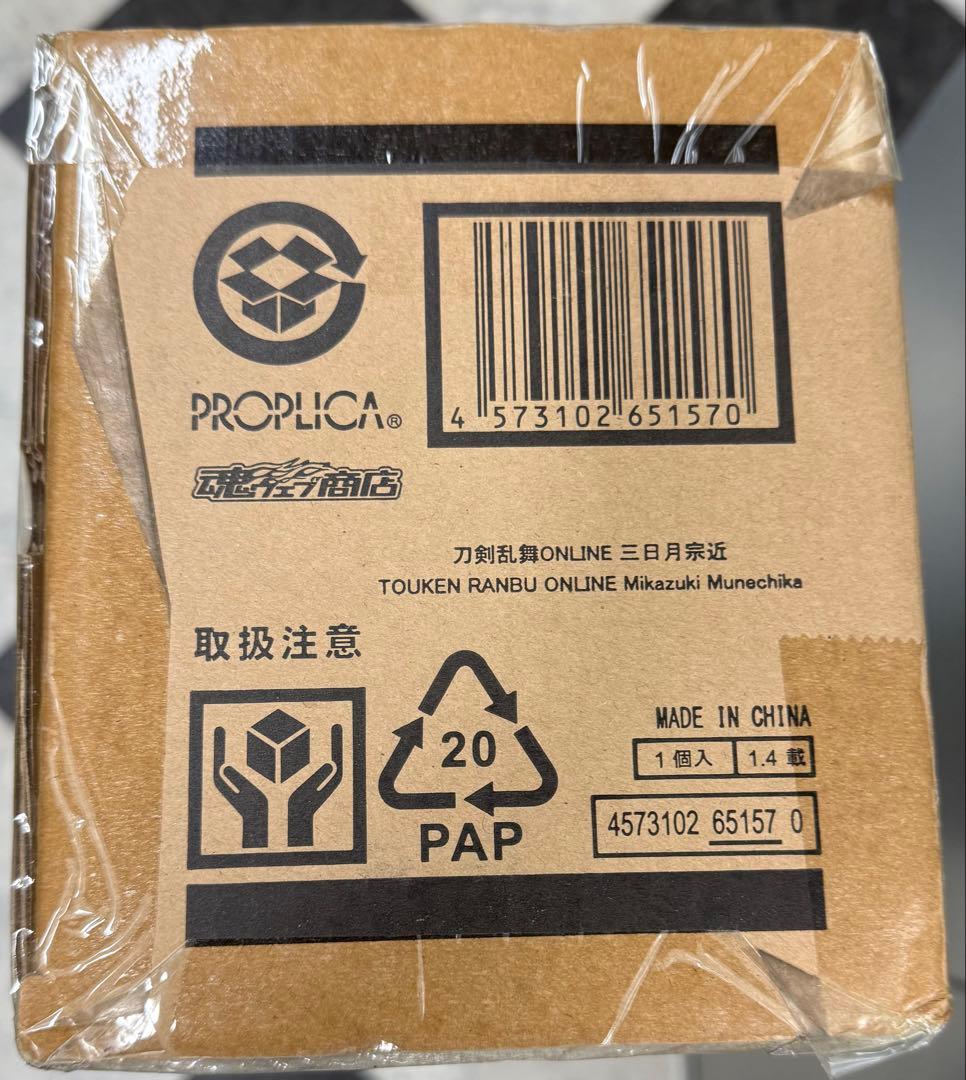 4 573102 651570
PROPLICA®
魂ウェブ商店
刀剣乱舞ONLINE 三日月宗近
TOUKEN RANBU ONLINE Mikazuki Munechika
取扱注意
20
PAP
MADE IN CHINA
1個入 1.4 載
4573102 65157 0